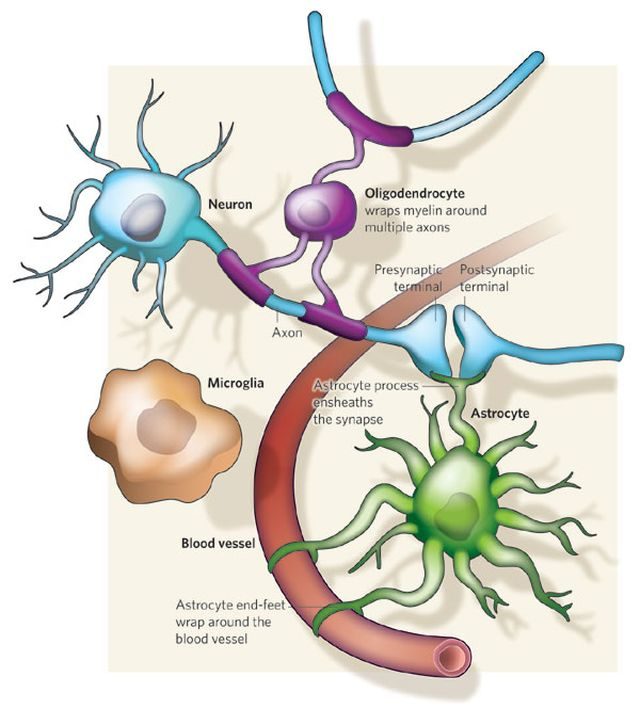 Neuron
Oligodendrocyte
wraps myelin around
multiple axons
Presynaptic
terminal
Postsynaptic
terminal
Axon
Microglia
Astrocyte process
ensheaths
the synapse
Astrocyte
Blood vessel
Astrocyte end-feet
wrap around the
blood vessel